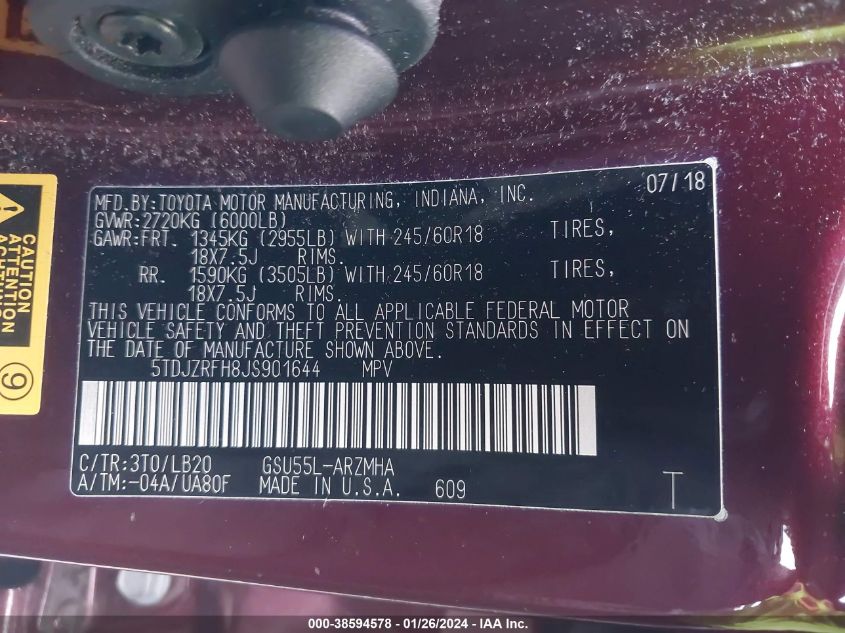 MFD.BY:TOYOTA MOTOR MANUFACTURING, INDIANA, INC. 07/18
GVWR:2720KG (6000LB)
GAWR:FRT. 1345KG (2955LB) WITH 245/60R18 TIRES,
18X7.5J RIMS.
RR. 1590KG (3505LB) WITH 245/60R18 TIRES,
18X7.5J RIMS.
THIS VEHICLE CONFORMS TO ALL APPLICABLE FEDERAL MOTOR
VEHICLE SAFETY AND THEFT PREVENTION STANDARDS IN EFFECT ON
THE DATE OF MANUFACTURE SHOWN ABOVE.
5TDJZRFH8JS901644 MPV
C/TR:3T0/LB20 GSU55L-ARZMHA
A/TM:-04A/UA80F MADE IN U.S.A. 609 T
CAUTION
ATTENTION
9
000-38594578 - 01/26/2024 - IAA Inc.